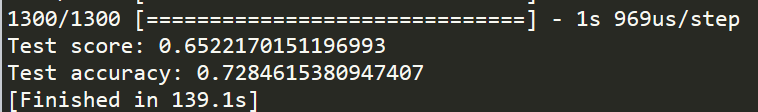 1300/1300 [==============================] - 1s 969us/step
Test score: 0.6522170151196993
Test accuracy: 0.7284615380947407
[Finished in 139.1s]